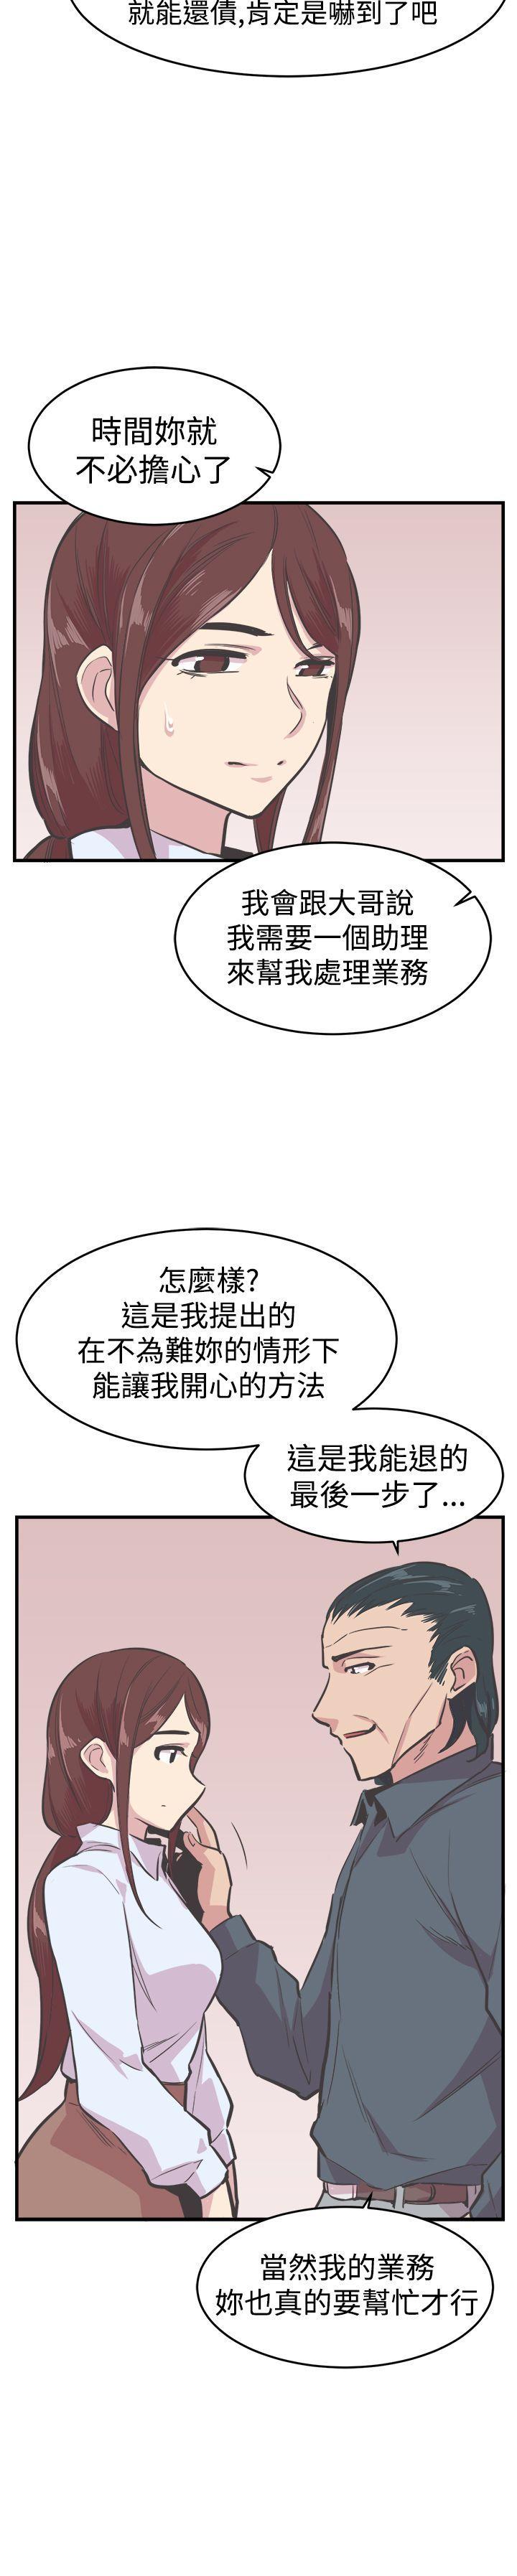 就能還債,肯定是嚇到了吧
時間妳就
不必擔心了
我會跟大哥說
我需要一個助理
來幫我處理業務
怎麼樣?
這是我提出的
在不為難妳的情形下
能讓我開心的方法
這是我能退的
最後一步了...
當然我的業務
妳也真的要幫忙才行